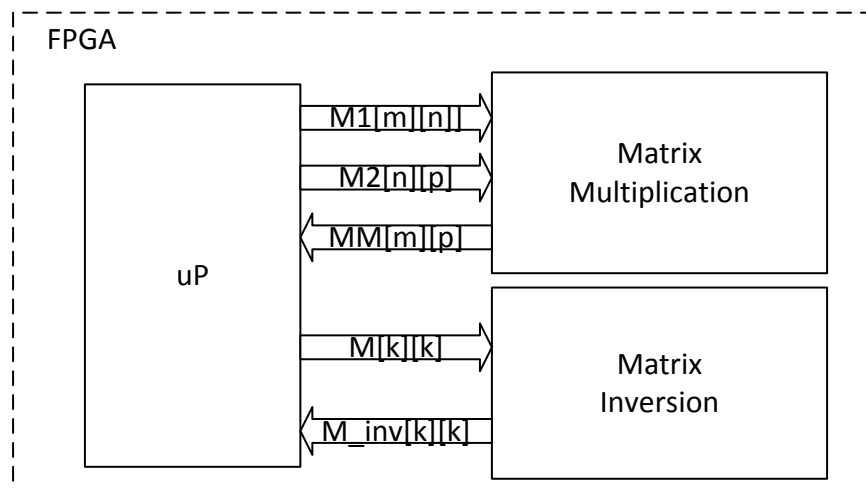 FPGA
uP
M1[m][n]]
M2[n][p]
MM[m][p]
Matrix
Multiplication
M[k][k]
M_inv[k][k]
Matrix
Inversion